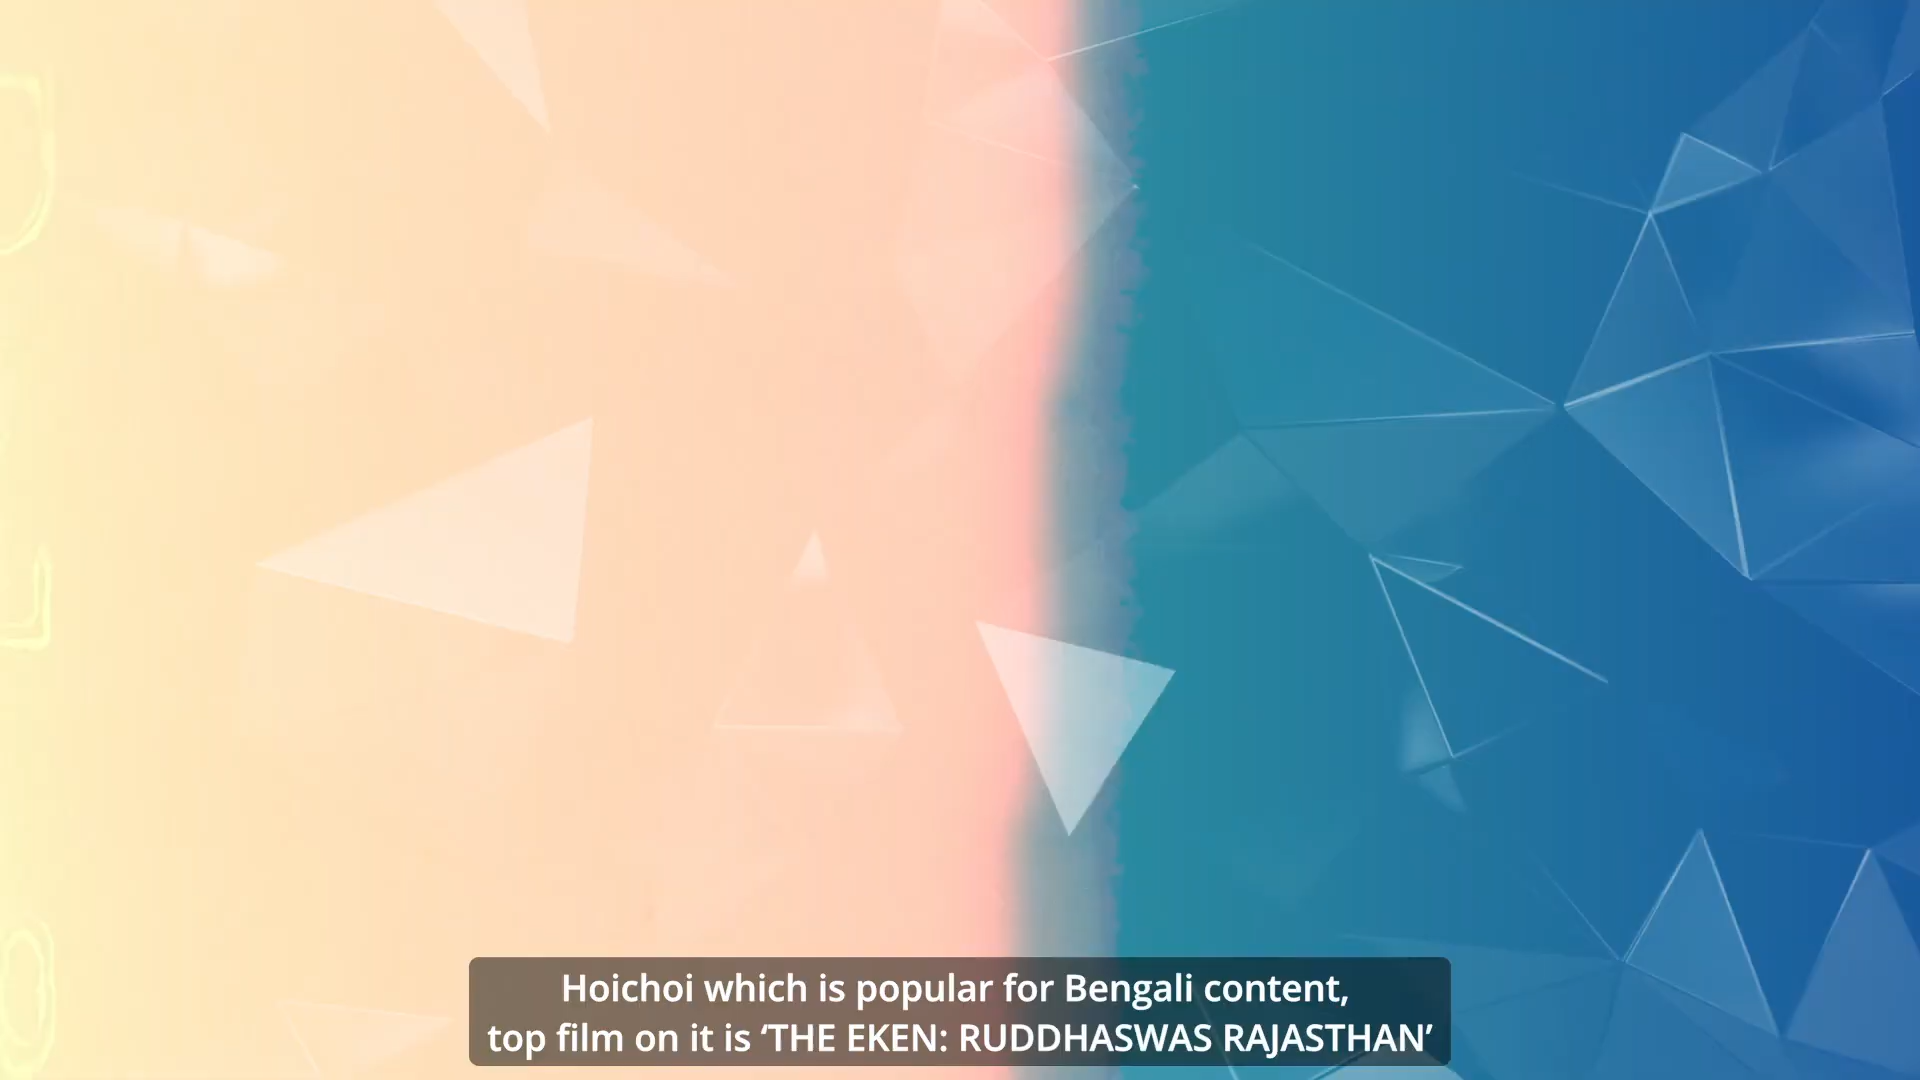 Hoichoi which is popular for Bengali content,
top film on it is ‘THE EKEN: RUDDHASWAS RAJASTHAN’